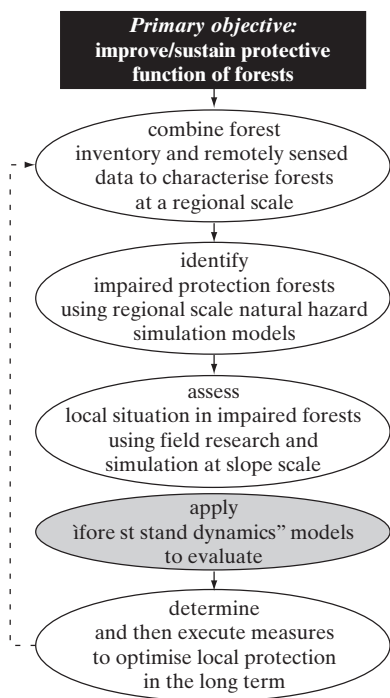 Primary objective:
improve/sustain protective
function of forests
combine forest
inventory and remotely sensed
data to characterise forests
at a regional scale
identify
impaired protection forests
using regional scale natural hazard
simulation models
assess
local situation in impaired forests
using field research and
simulation at slope scale
apply
ìfore st stand dynamics” models
to evaluate
determine
and then execute measures
to optimise local protection
in the long term